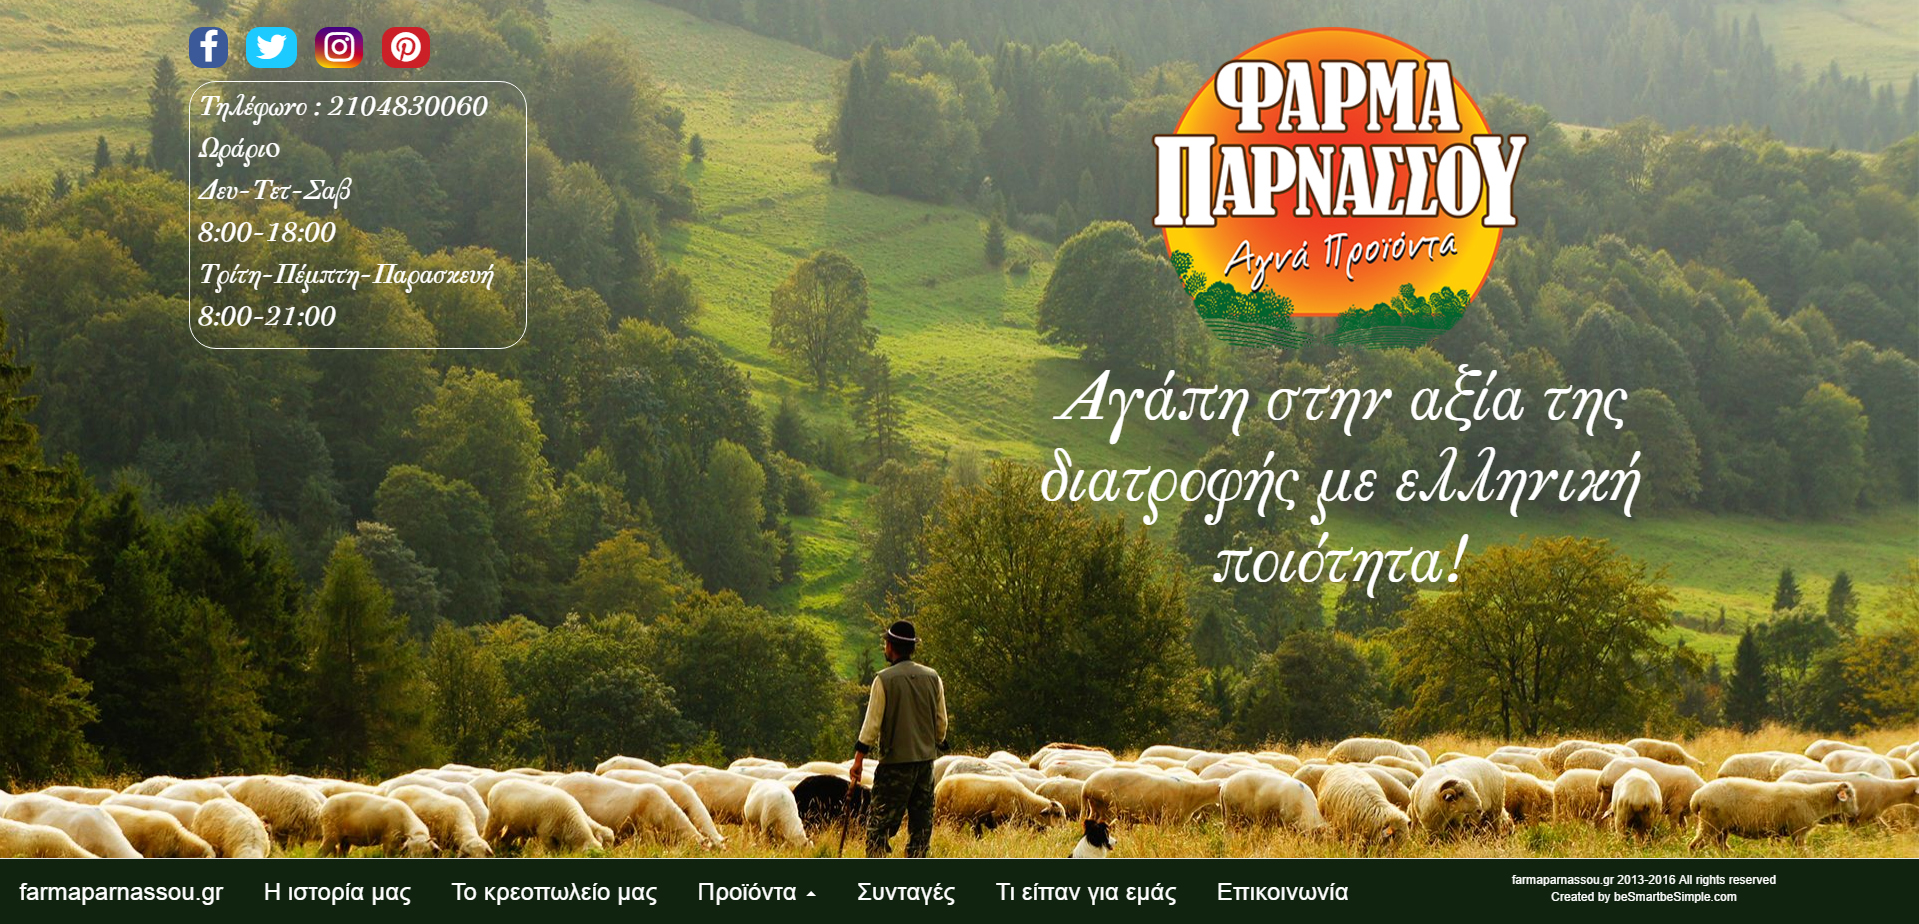 Τηλέφωνο : 2104830060
Ωράριο
Δευ-Τετ-Σαβ
8:00-18:00
Τρίτη-Πέμπτη-Παρασκευή
8:00-21:00
ΦΑΡΜΑ
ΠΑΡΝΑΣΣΟΥ
Αγνά Προϊόντα
Αγάπη στην αξία της
διατροφής με ελληνική
ποιότητα!
farmaparnassou.gr Η ιστορία μας Το κρεοπωλείο μας Προϊόντα Συνταγές Τι είπαν για εμάς Επικοινωνία
farmaparnassou.gr 2013-2016 All rights reserved
Created by beSmartbeSimple.com